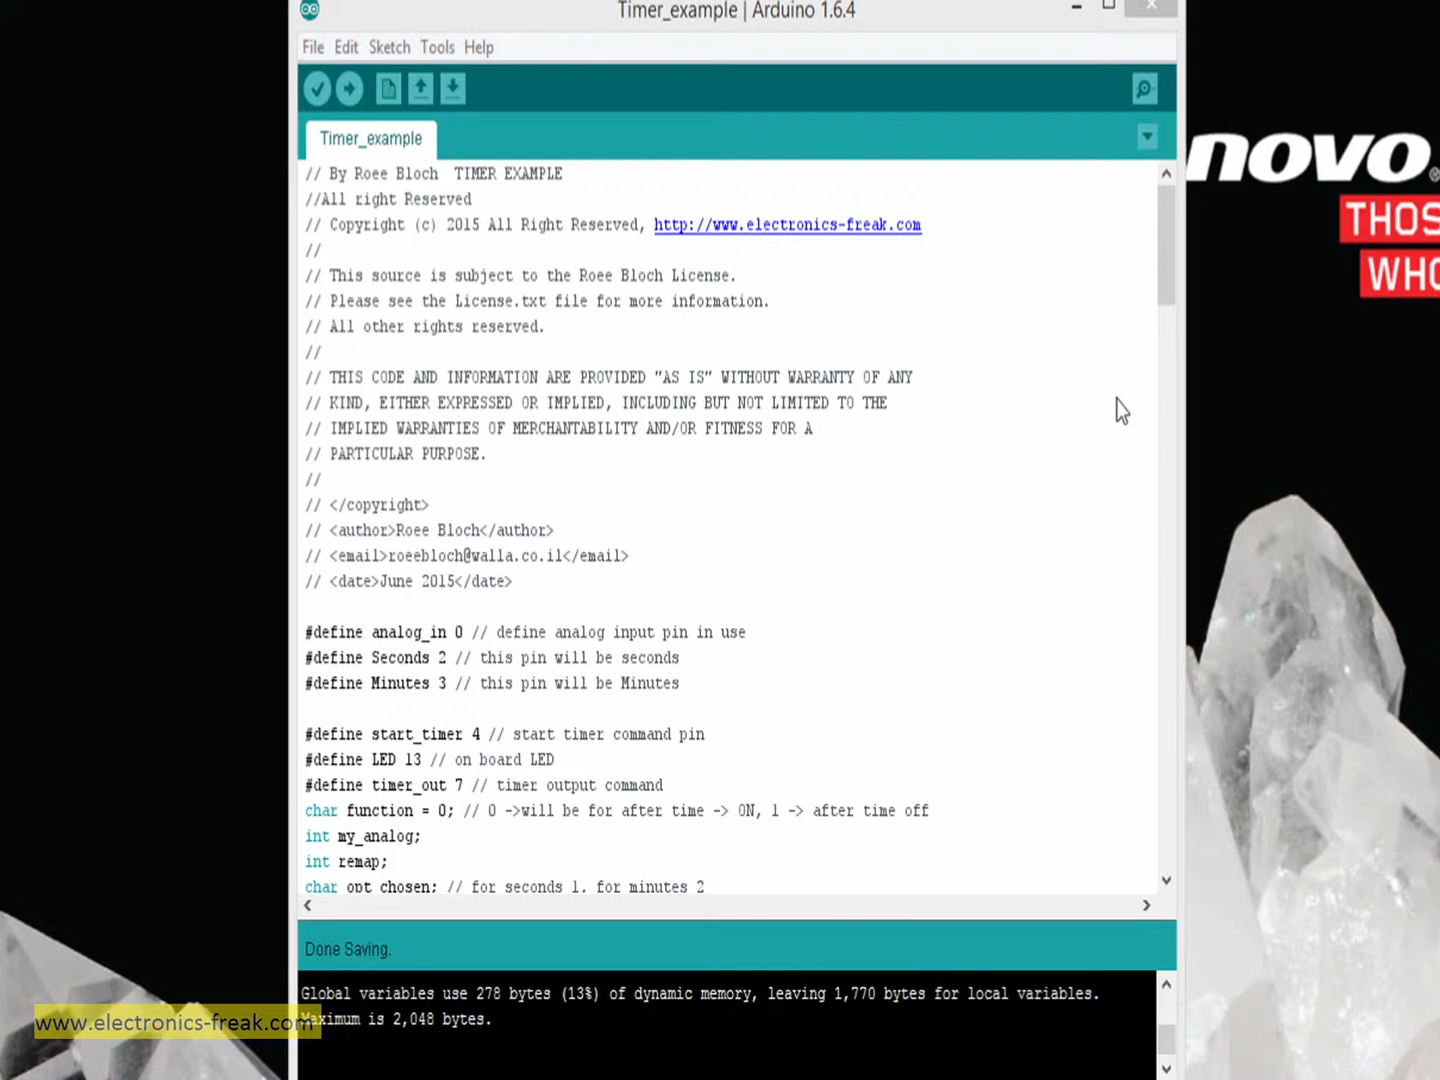 Timer_example | Arduino 1.6.4
File Edit Sketch Tools Help
Timer_example
// By Roee Bloch  TIMER EXAMPLE
//All right Reserved
// Copyright (c) 2015 All Right Reserved, http://www.electronics-freak.com
//
// This source is subject to the Roee Bloch License.
// Please see the License.txt file for more information.
// All other rights reserved.
//
// THIS CODE AND INFORMATION ARE PROVIDED "AS IS" WITHOUT WARRANTY OF ANY
// KIND, EITHER EXPRESSED OR IMPLIED, INCLUDING BUT NOT LIMITED TO THE
// IMPLIED WARRANTIES OF MERCHANTABILITY AND/OR FITNESS FOR A
// PARTICULAR PURPOSE.
//
// </copyright>
// <author>Roee Bloch</author>
// <email>roeebloch@walla.co.il</email>
// <date>June 2015</date>
#define analog_in 0 // define analog input pin in use
#define Seconds 2 // this pin will be seconds
#define Minutes 3 // this pin will be Minutes
#define start_timer 4 // start timer command pin
#define LED 13 // on board LED
#define timer_out 7 // timer output command
char function = 0; // 0 ->will be for after time -> ON, 1 -> after time off
int my_analog;
int remap;
char opt_chosen; // for seconds 1, for minutes 2
Done Saving.
Global variables use 278 bytes (13%) of dynamic memory, leaving 1,770 bytes for local variables.
Maximum is 2,048 bytes.
www.electronics-freak.com
novo®
THOS
WHO